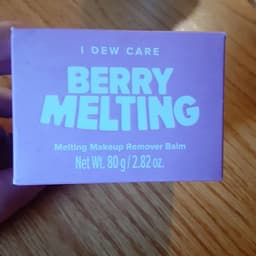 I DEW CARE
BERRY
MELTING
Melting Makeup Remover Balm
Net Wt. 80 g / 2.82 oz.